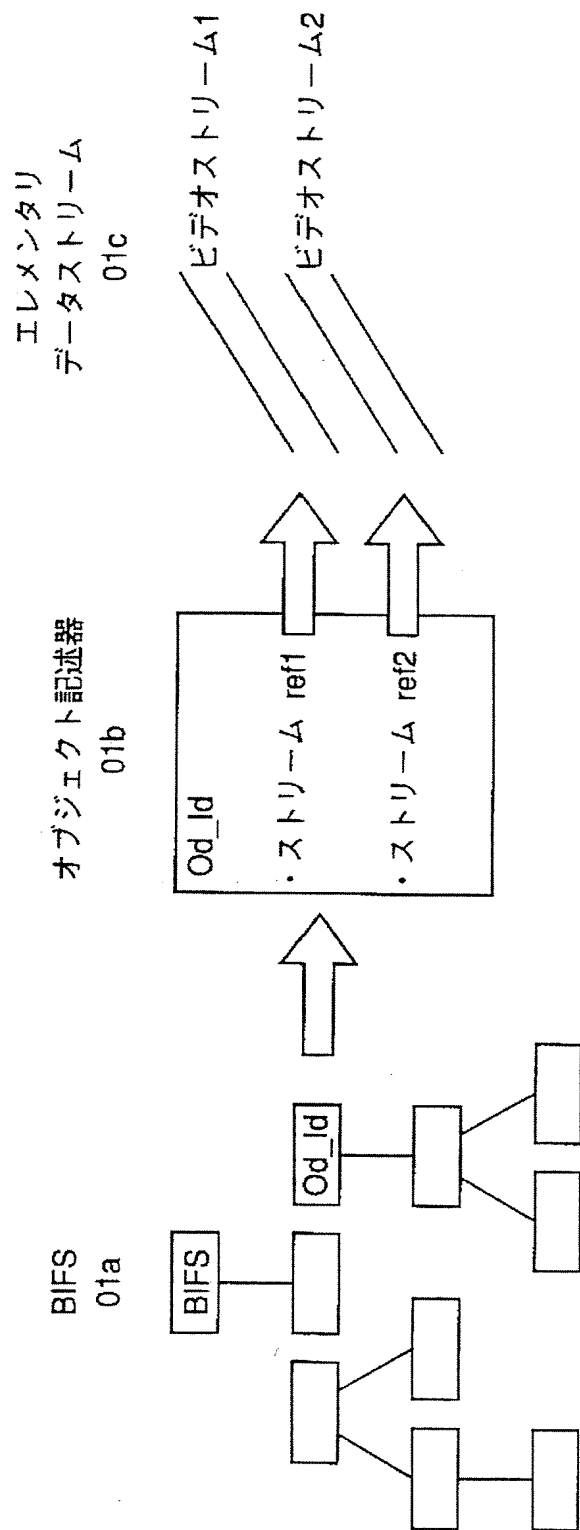 BIFS
01a
BIFS
Od_Id
オブジェクト記述器
01b
Od_Id
・ストリーム ref1
・ストリーム ref2
エレメンタリ
データストリーム
01c
ビデオストリーム1
ビデオストリーム2